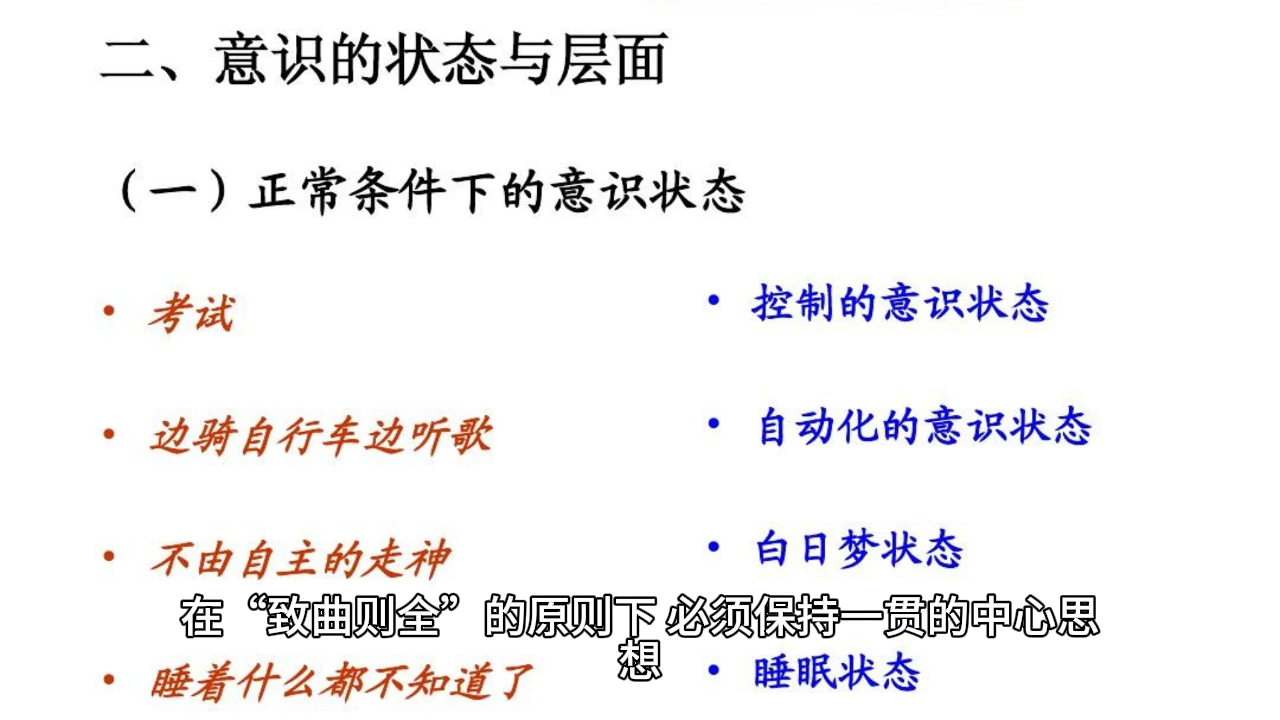 二、意识的状态与层面
（一）正常条件下的意识状态
• 考试
• 控制的意识状态
• 边骑自行车边听歌
• 自动化的意识状态
• 不由自主的走神
• 白日梦状态
在“致曲则全”的原则下 必须保持一贯的中心思
想
• 睡着什么都不知道了
• 睡眠状态